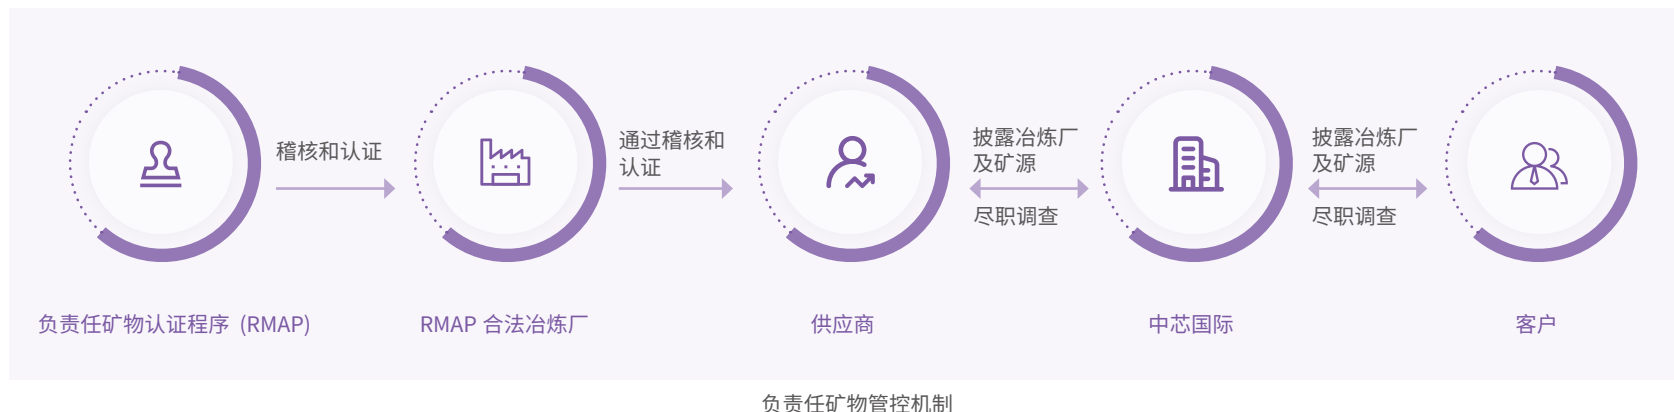 稽核和认证
通过稽核和
认证
披露冶炼厂
及矿源
尽职调查
披露冶炼厂
及矿源
尽职调查
负责任矿物认证程序 (RMAP)
RMAP 合法冶炼厂
供应商
中芯国际
客户
负责任矿物管控机制